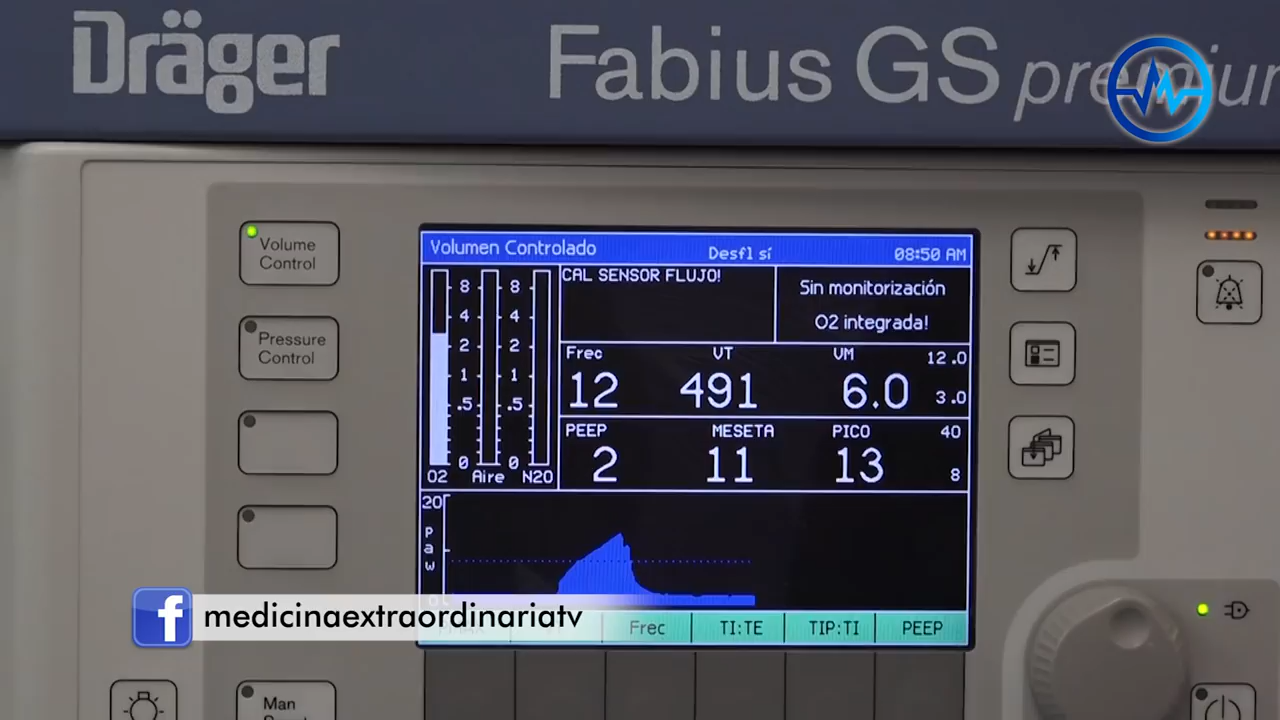 Dräger
Fabius GS premium
Volume
Control
Pressure
Control
Volumen Controlado
Desfl sí
08:50 AM
CAL SENSOR FLUJO!
Sin monitorización
O2 integrada!
8 8
4 4
2 2
1 1
.5 .5
0 0
O2 Aire N2O
Frec VT VM 12.0
12 491 6.0 3.0
PEEP MESETA PICO 40
2 11 13 8
20
Paw
medicinaextraordinariatv
Frec TI:TE TIP:TI PEEP
Man